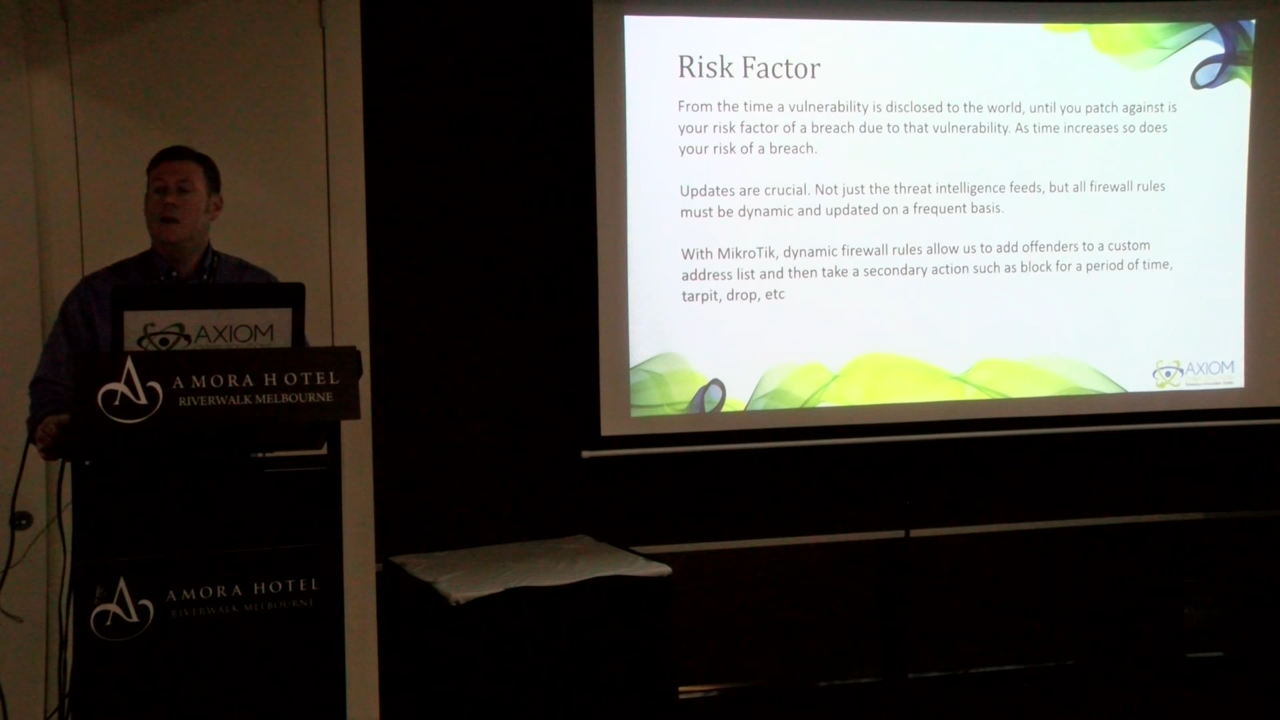 Risk Factor
From the time a vulnerability is disclosed to the world, until you patch against is
your risk factor of a breach due to that vulnerability. As time increases so does
your risk of a breach.
Updates are crucial. Not just the threat intelligence feeds, but all firewall rules
must be dynamic and updated on a frequent basis.
With MikroTik, dynamic firewall rules allow us to add offenders to a custom
address list and then take a secondary action such as block for a period of time,
tarpit, drop, etc
AXIOM
AXIOM
A
AMORA HOTEL
RIVERWALK MELBOURNE
A
AMORA HOTEL
RIVERWALK MELBOURNE